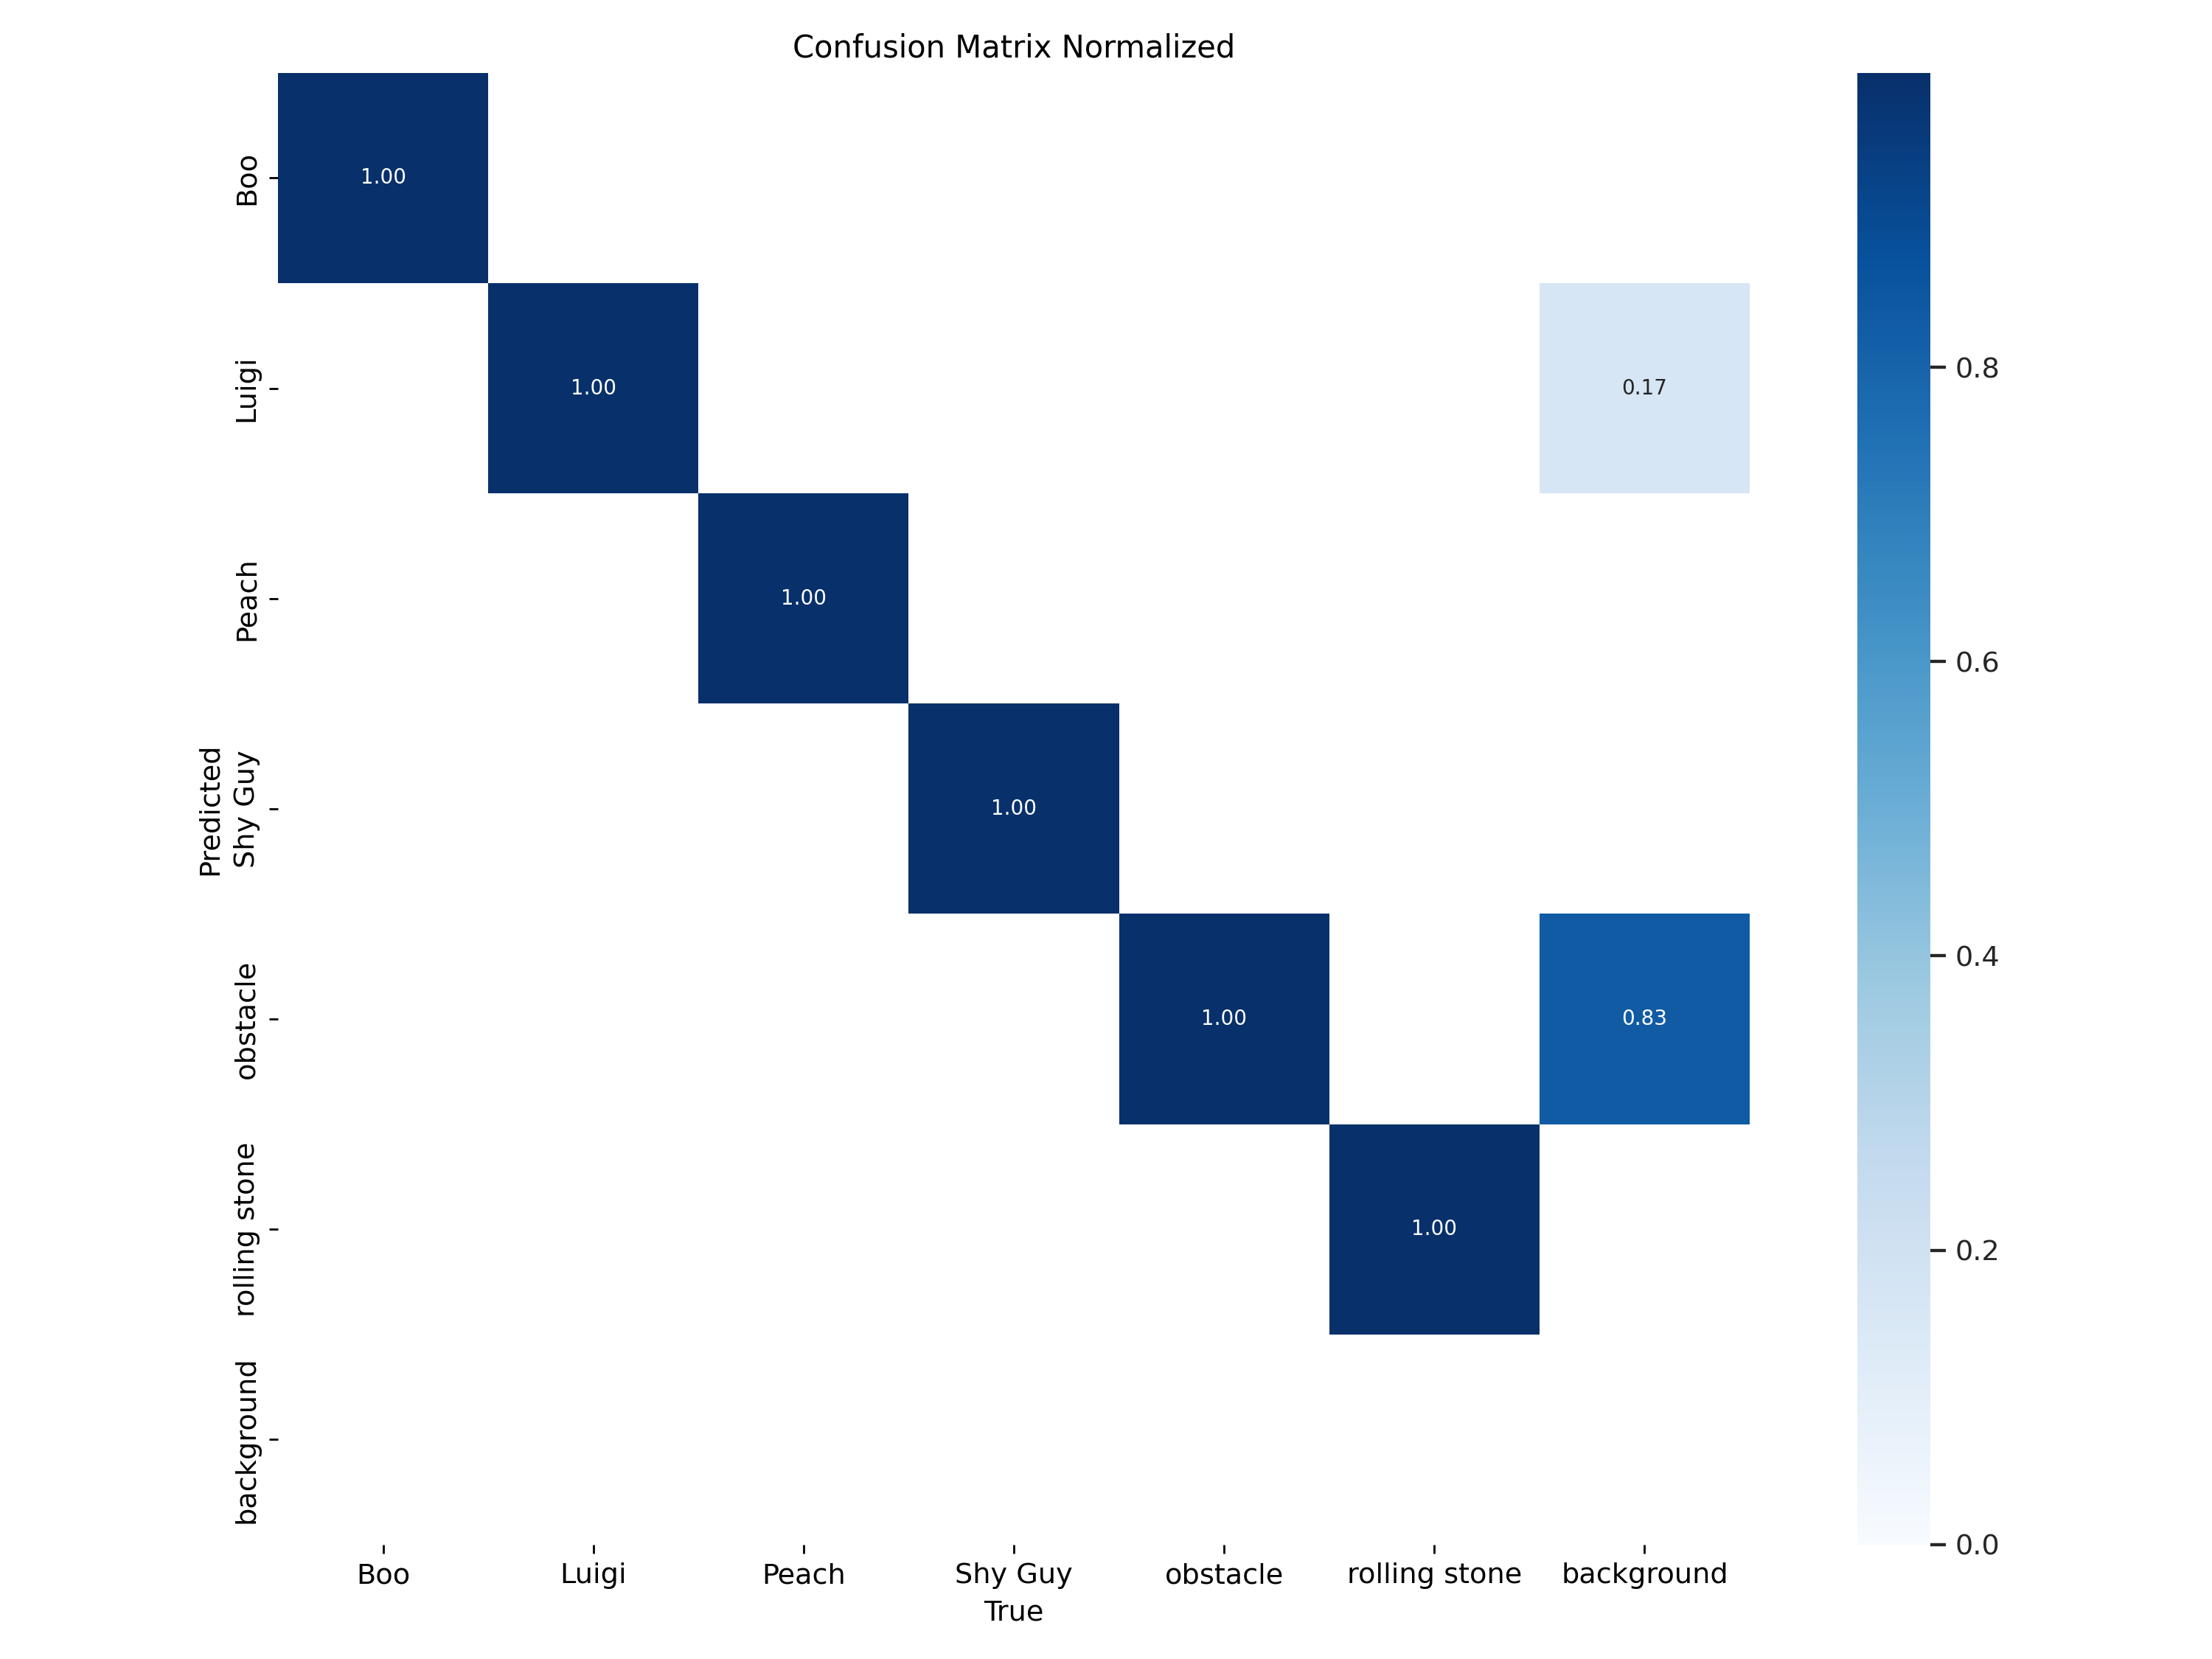 Confusion Matrix Normalized
Boo
1.00
Luigi
1.00
0.17
0.8
Peach
1.00
0.6
Predicted
Shy Guy
1.00
obstacle
1.00
0.83
0.4
rolling stone
1.00
0.2
background
0.0
Boo Luigi Peach Shy Guy obstacle rolling stone background
True